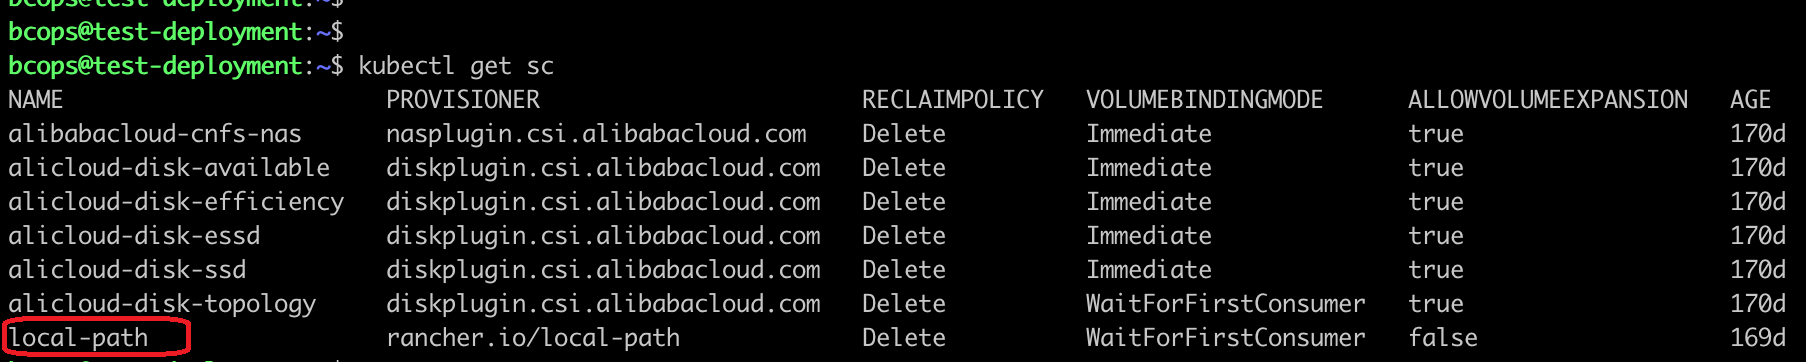 bcops@test-deployment:~$
bcops@test-deployment:~$
bcops@test-deployment:~$ kubectl get sc
NAME PROVISIONER RECLAIMPOLICY VOLUMEBINDINGMODE ALLOWVOLUMEEXPANSION AGE
alibabacloud-cnfs-nas nasplugin.csi.alibabacloud.com Delete Immediate true 170d
alicloud-disk-available diskplugin.csi.alibabacloud.com Delete Immediate true 170d
alicloud-disk-efficiency diskplugin.csi.alibabacloud.com Delete Immediate true 170d
alicloud-disk-essd diskplugin.csi.alibabacloud.com Delete Immediate true 170d
alicloud-disk-ssd diskplugin.csi.alibabacloud.com Delete Immediate true 170d
alicloud-disk-topology diskplugin.csi.alibabacloud.com Delete WaitForFirstConsumer true 170d
local-path rancher.io/local-path Delete WaitForFirstConsumer false 169d